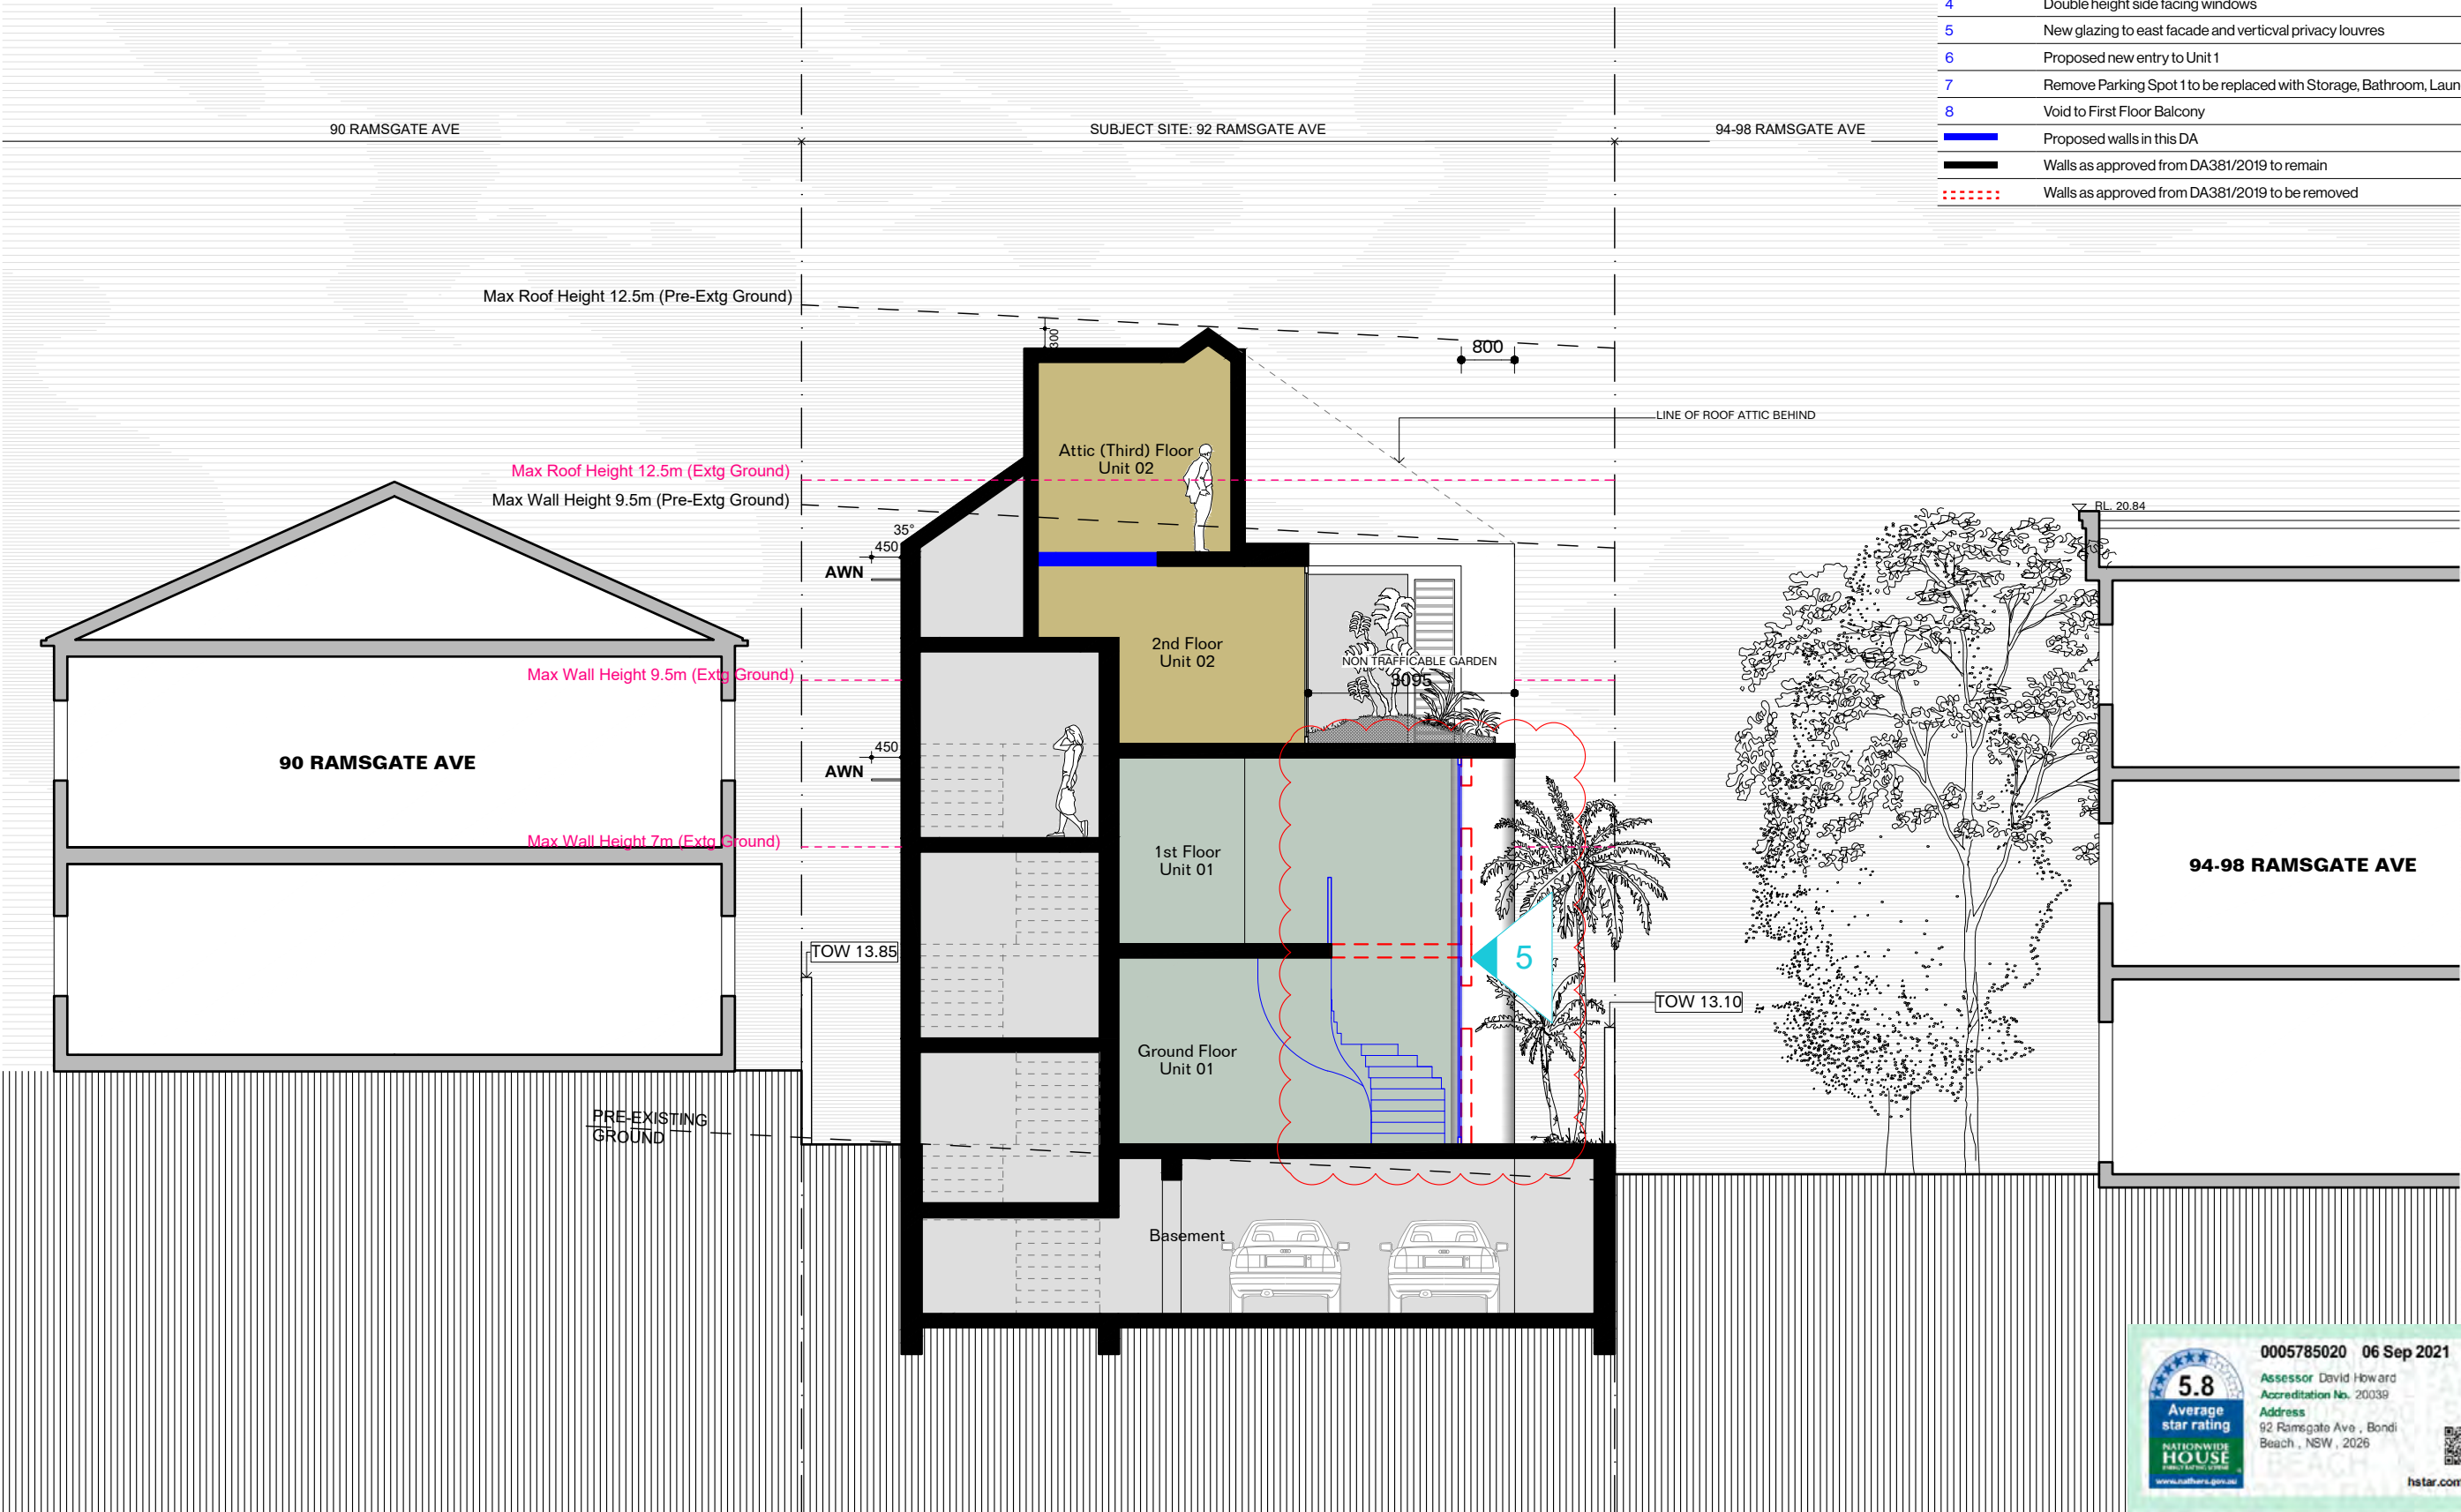 4 Double height side facing windows
5 New glazing to east facade and verticval privacy louvres
6 Proposed new entry to Unit 1
7 Remove Parking Spot 1 to be replaced with Storage, Bathroom, Laun
8 Void to First Floor Balcony
Proposed walls in this DA
Walls as approved from DA381/2019 to remain
Walls as approved from DA381/2019 to be removed
90 RAMSGATE AVE
SUBJECT SITE: 92 RAMSGATE AVE
94-98 RAMSGATE AVE
Max Roof Height 12.5m (Pre-Extg Ground)
300
800
LINE OF ROOF ATTIC BEHIND
Attic (Third) Floor
Unit 02
Max Roof Height 12.5m (Extg Ground)
Max Wall Height 9.5m (Pre-Extg Ground)
RL. 20.84
35°
450
AWN
2nd Floor
Unit 02
NON TRAFFICABLE GARDEN
3095
Max Wall Height 9.5m (Extg Ground)
450
AWN
90 RAMSGATE AVE
Max Wall Height 7m (Extg Ground)
1st Floor
Unit 01
94-98 RAMSGATE AVE
TOW 13.85
5
TOW 13.10
Ground Floor
Unit 01
PRE-EXISTING
GROUND
Basement
0005785020 06 Sep 2021
Assessor David Howard
Accreditation No. 20039
Address
92 Ramsgate Ave , Bondi
Beach , NSW , 2026
5.8
Average
star rating
NATIONWIDE
HOUSE
ENERGY RATING SCHEME
www.nathers.gov.au
hstar.com